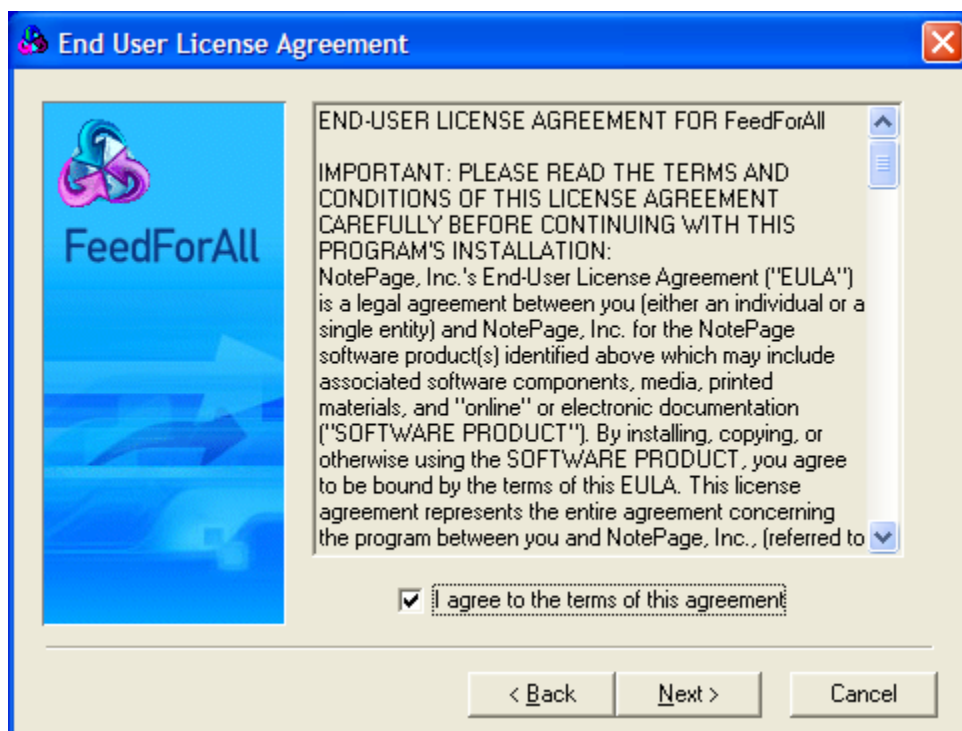 End User License Agreement
FeedForAll
END-USER LICENSE AGREEMENT FOR FeedForAll
IMPORTANT: PLEASE READ THE TERMS AND
CONDITIONS OF THIS LICENSE AGREEMENT
CAREFULLY BEFORE CONTINUING WITH THIS
PROGRAM'S INSTALLATION:
NotePage, Inc.'s End-User License Agreement ("EULA")
is a legal agreement between you (either an individual or a
single entity) and NotePage, Inc. for the NotePage
software product(s) identified above which may include
associated software components, media, printed
materials, and "online" or electronic documentation
("SOFTWARE PRODUCT"). By installing, copying, or
otherwise using the SOFTWARE PRODUCT, you agree
to be bound by the terms of this EULA. This license
agreement represents the entire agreement concerning
the program between you and NotePage, Inc., (referred to
I agree to the terms of this agreement
< Back
Next >
Cancel